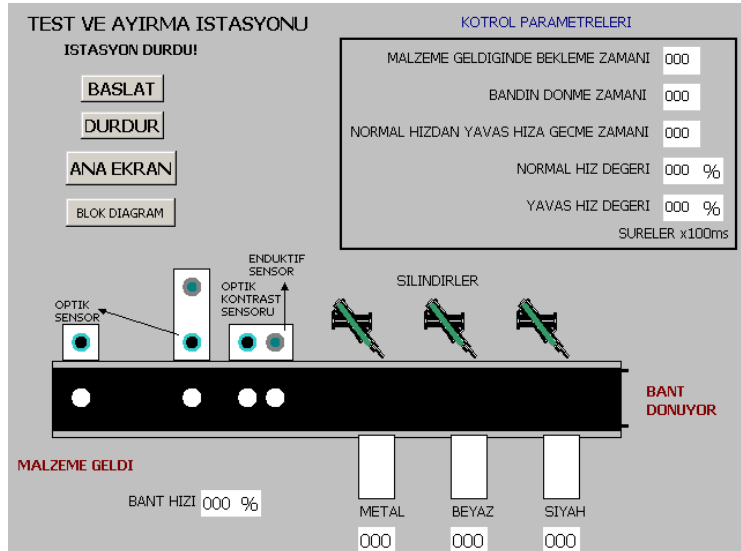 TEST VE AYIRMA ISTASYONU
ISTASYON DURDU!
BASLAT
DURDUR
ANA EKRAN
BLOK DIAGRAM
KOTROL PARAMETRELERI
MALZEME GELDIGINDE BEKLEME ZAMANI 000
BANDIN DONME ZAMANI 000
NORMAL HIZDAN YAVAS HIZA GECME ZAMANI 000
NORMAL HIZ DEGERI 000 %
YAVAS HIZ DEGERI 000 %
SURELER x100ms
OPTIK
SENSOR
ENDUKTIF
SENSOR
OPTIK
KONTRAST
SENSORU
SILINDIRLER
BANT
DONUYOR
MALZEME GELDI
BANT HIZI 000 %
METAL BEYAZ SIYAH
000 000 000